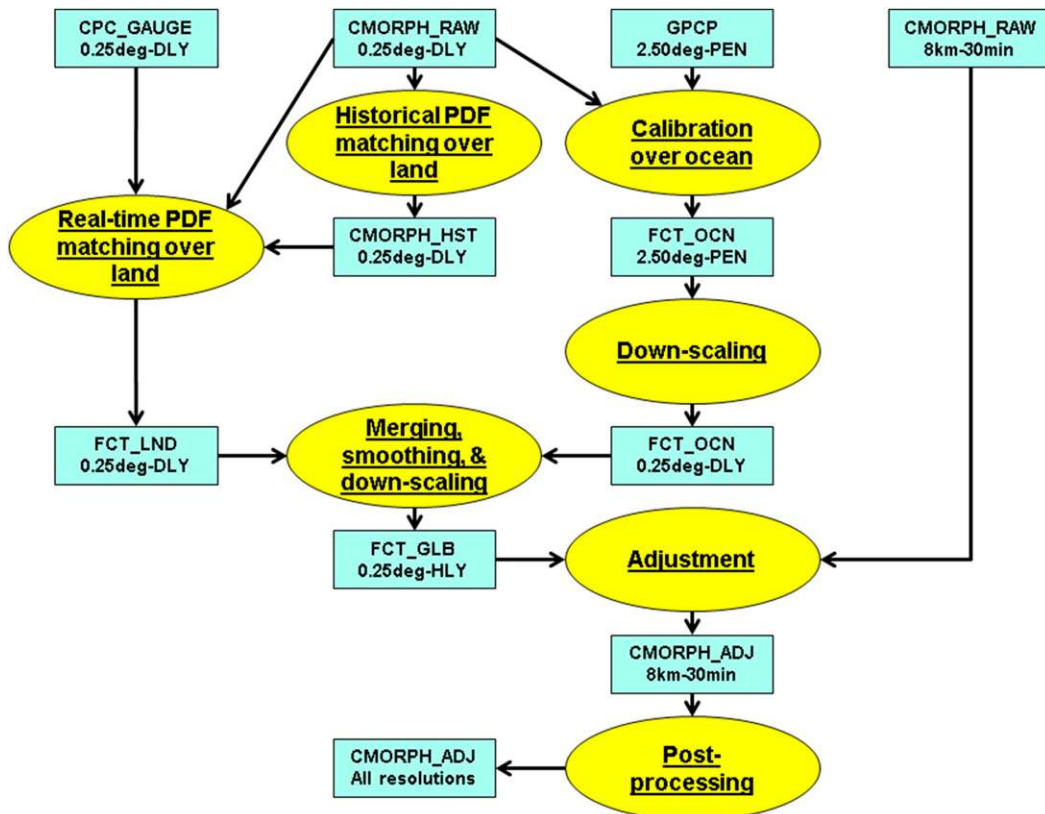 CPC_GAUGE
0.25deg-DLY
CMORPH_RAW
0.25deg-DLY
GPCP
2.50deg-PEN
CMORPH_RAW
8km-30min
Historical PDF
matching over
land
Calibration
over ocean
Real-time PDF
matching over
land
CMORPH_HST
0.25deg-DLY
FCT_OCN
2.50deg-PEN
Down-scaling
FCT_LND
0.25deg-DLY
Merging,
smoothing, &
down-scaling
FCT_OCN
0.25deg-DLY
FCT_GLB
0.25deg-HLY
Adjustment
CMORPH_ADJ
8km-30min
CMORPH_ADJ
All resolutions
Post-
processing